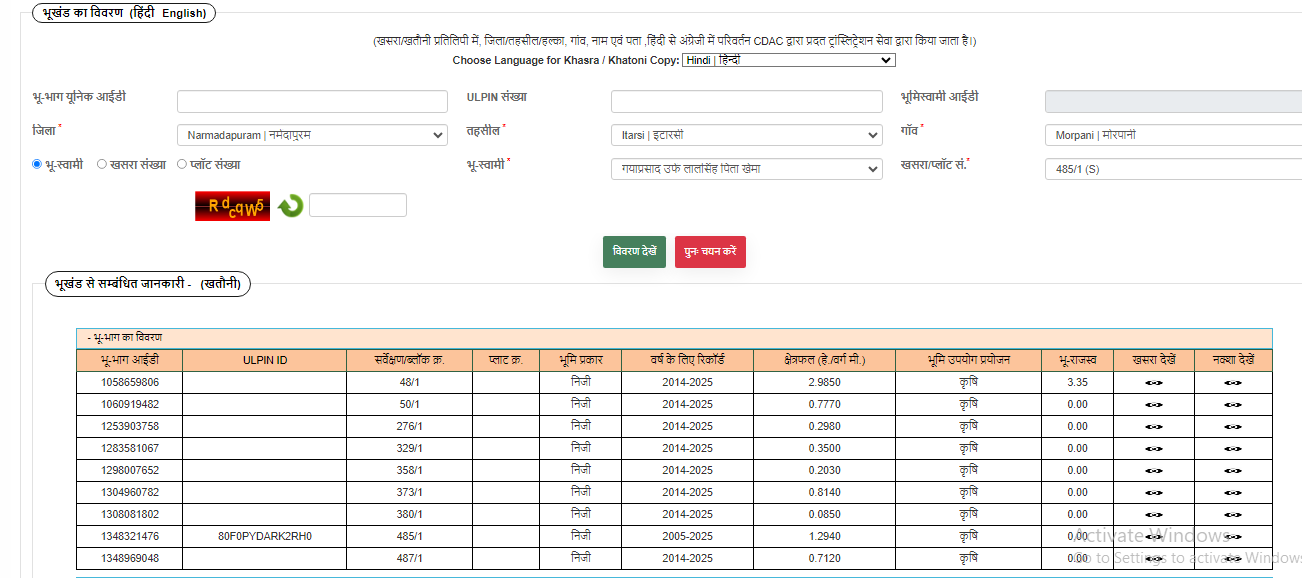 भूखंड का विवरण (हिंदी English)
(खसरा/खतौनी प्रतिलिपी में, जिला/तहसील/हल्का, गांव, नाम एवं पता ,हिंदी से अंग्रेजी में परिवर्तन CDAC द्वारा प्रदत ट्रांस्लिट्रेशन सेवा द्वारा किया जाता है।)
Choose Language for Khasra / Khatoni Copy: Hindi | हिन्दी
भू-भाग यूनिक आईडी ULPIN संख्या भूमिस्वामी आईडी
जिला * Narmadapuram | नर्मदापुरम तहसील * Itarsi | इटारसी गाँव * Morpani | मोरपानी
भू-स्वामी खसरा संख्या प्लॉट संख्या भू-स्वामी * गयाप्रसाद उर्फ लालसिंह पिता खेमा खसरा/प्लॉट सं.* 485/1 (S)
RdcqW5
विवरण देखें पुनः चयन करें
भूखंड से सम्बंधित जानकारी - (खतौनी)
- भू-भाग का विवरण
भू-भाग आईडी ULPIN ID सर्वेक्षण/ब्लॉक क्र. प्लाट क्र. भूमि प्रकार वर्ष के लिए रिकॉर्ड क्षेत्रफल (हे./वर्ग मी.) भूमि उपयोग प्रयोजन भू-राजस्व खसरा देखें नक्शा देखें
1058659806 48/1 निजी 2014-2025 2.9850 कृषि 3.35
1060919482 50/1 निजी 2014-2025 0.7770 कृषि 0.00
1253903758 276/1 निजी 2014-2025 0.2980 कृषि 0.00
1283581067 329/1 निजी 2014-2025 0.3500 कृषि 0.00
1298007652 358/1 निजी 2014-2025 0.2030 कृषि 0.00
1304960782 373/1 निजी 2014-2025 0.8140 कृषि 0.00
1308081802 380/1 निजी 2014-2025 0.0850 कृषि 0.00
1348321476 80F0PYDARK2RH0 485/1 निजी 2005-2025 1.2940 कृषि 0.00
1348969048 487/1 निजी 2014-2025 0.7120 कृषि 0.00
Activate Windows
Go to Settings to activate Windows